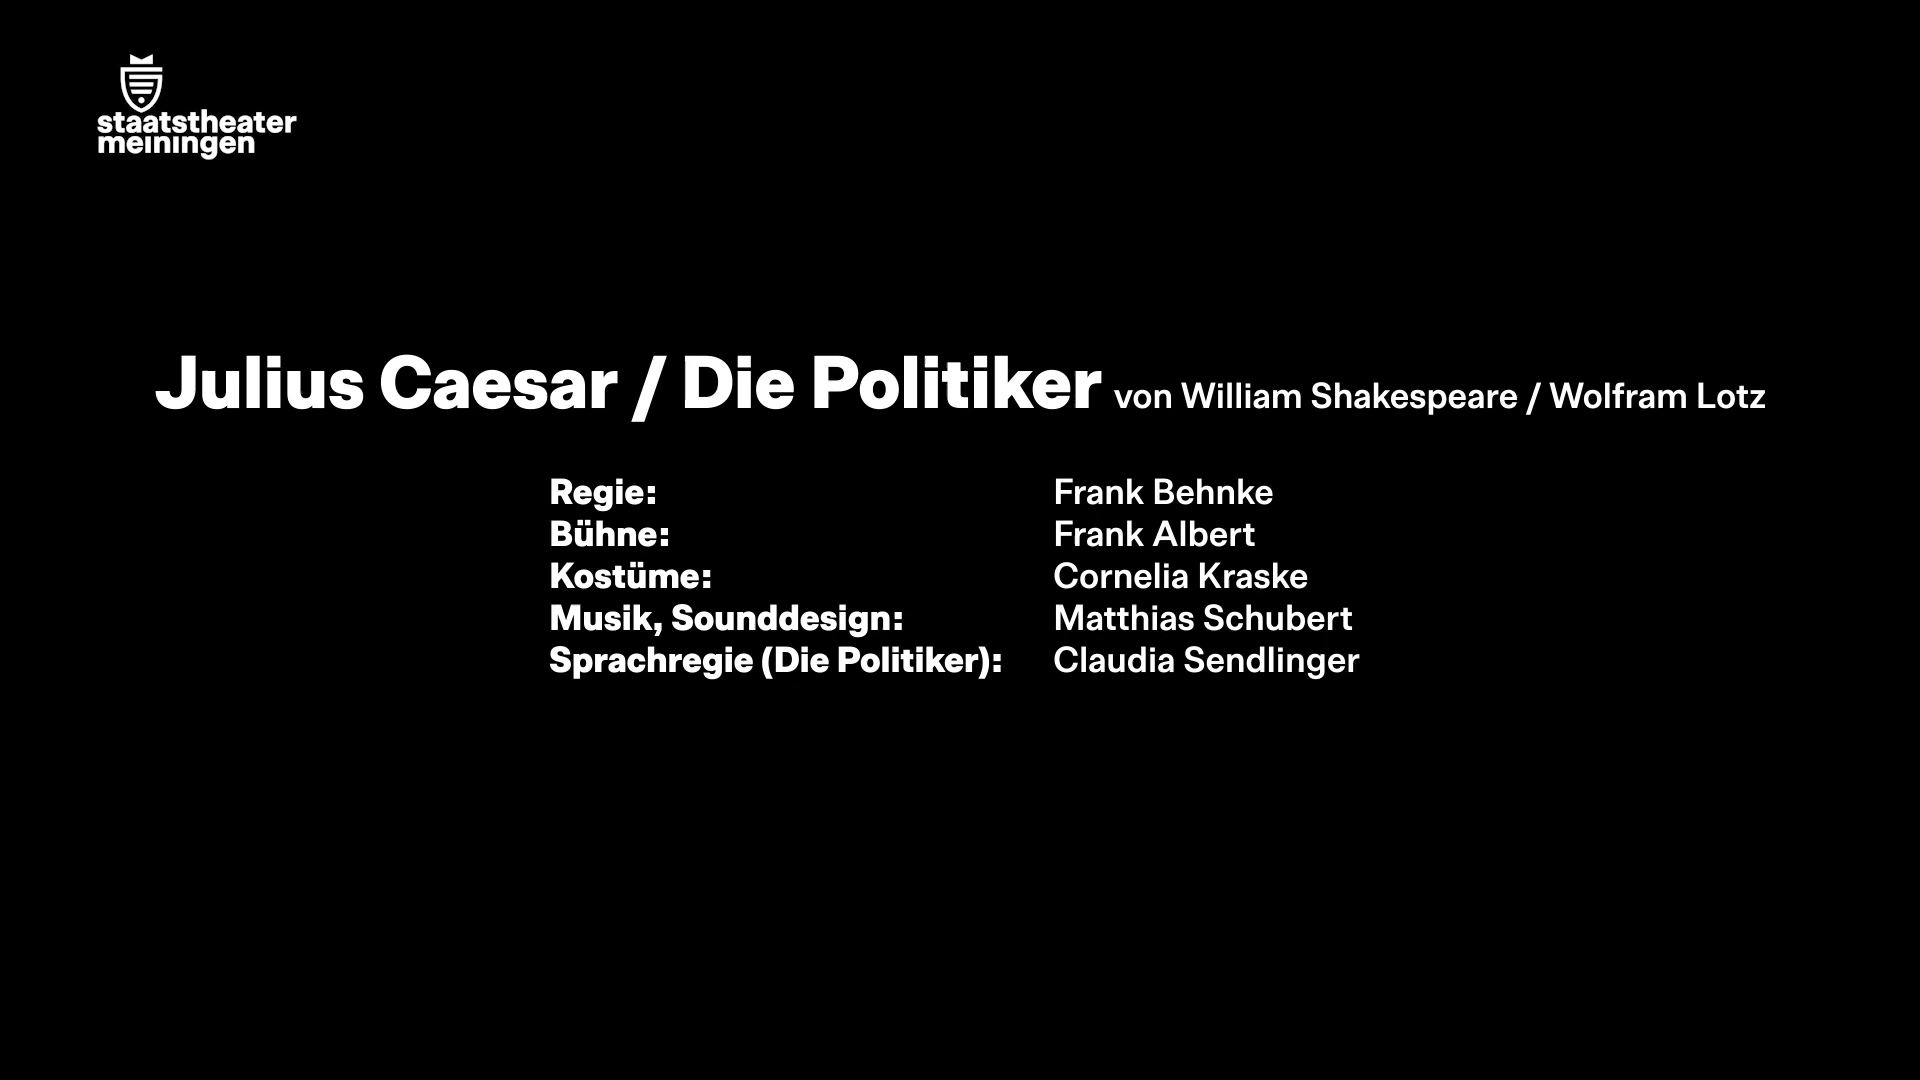 staatstheater
meiningen
Julius Caesar / Die Politiker von William Shakespeare / Wolfram Lotz
Regie: Frank Behnke
Bühne: Frank Albert
Kostüme: Cornelia Kraske
Musik, Sounddesign: Matthias Schubert
Sprachregie (Die Politiker): Claudia Sendlinger